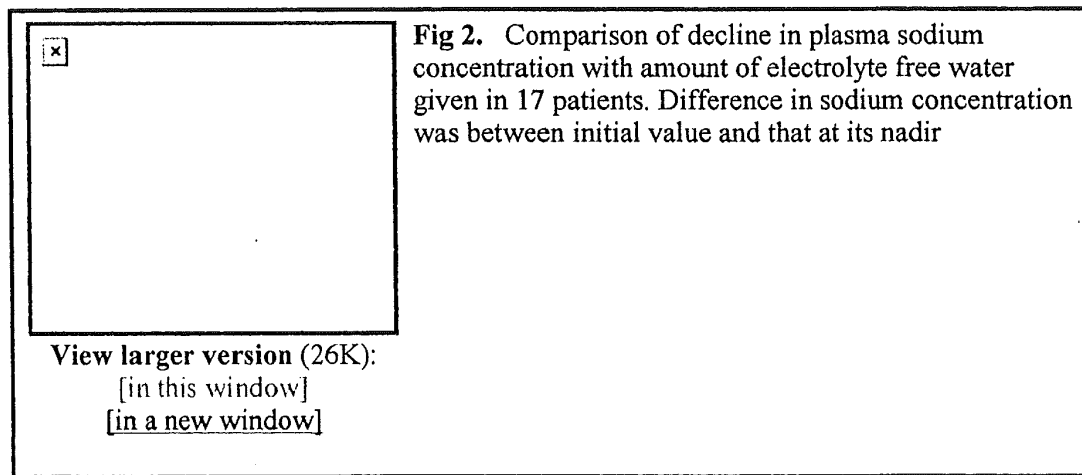 Fig 2. Comparison of decline in plasma sodium
concentration with amount of electrolyte free water
given in 17 patients. Difference in sodium concentration
was between initial value and that at its nadir
View larger version (26K):
[in this window]
[in a new window]